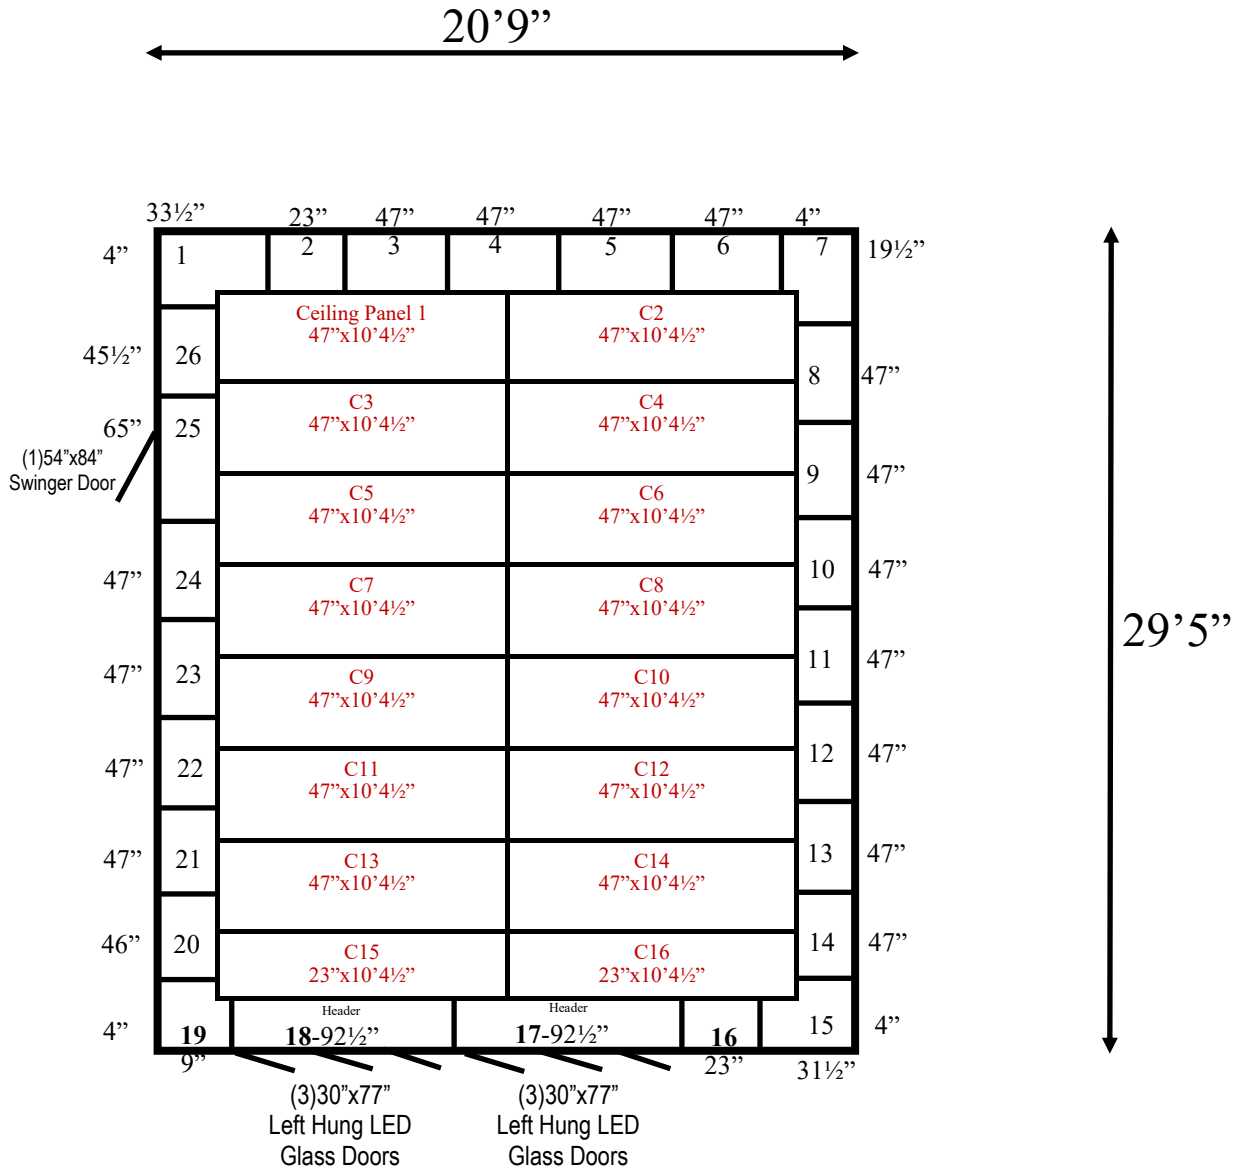 20’9”
33½”
23”
47”
47”
47”
47”
4”
4”
1
2
3
4
5
6
7
19½”
Ceiling Panel 1
47”x10’4½”
C2
47”x10’4½”
45½”
26
8
47”
C3
47”x10’4½”
C4
47”x10’4½”
65”
25
(1)54”x84”
Swinger Door
9
47”
C5
47”x10’4½”
C6
47”x10’4½”
47”
24
C7
47”x10’4½”
C8
47”x10’4½”
10
47”
29’5”
47”
23
C9
47”x10’4½”
C10
47”x10’4½”
11
47”
47”
22
C11
47”x10’4½”
C12
47”x10’4½”
12
47”
47”
21
C13
47”x10’4½”
C14
47”x10’4½”
13
47”
46”
20
C15
23”x10’4½”
C16
23”x10’4½”
14
47”
4”
19
9”
Header
18-92½”
Header
17-92½”
16
23”
15
4”
31½”
(3)30”x77”
Left Hung LED
Glass Doors
(3)30”x77”
Left Hung LED
Glass Doors